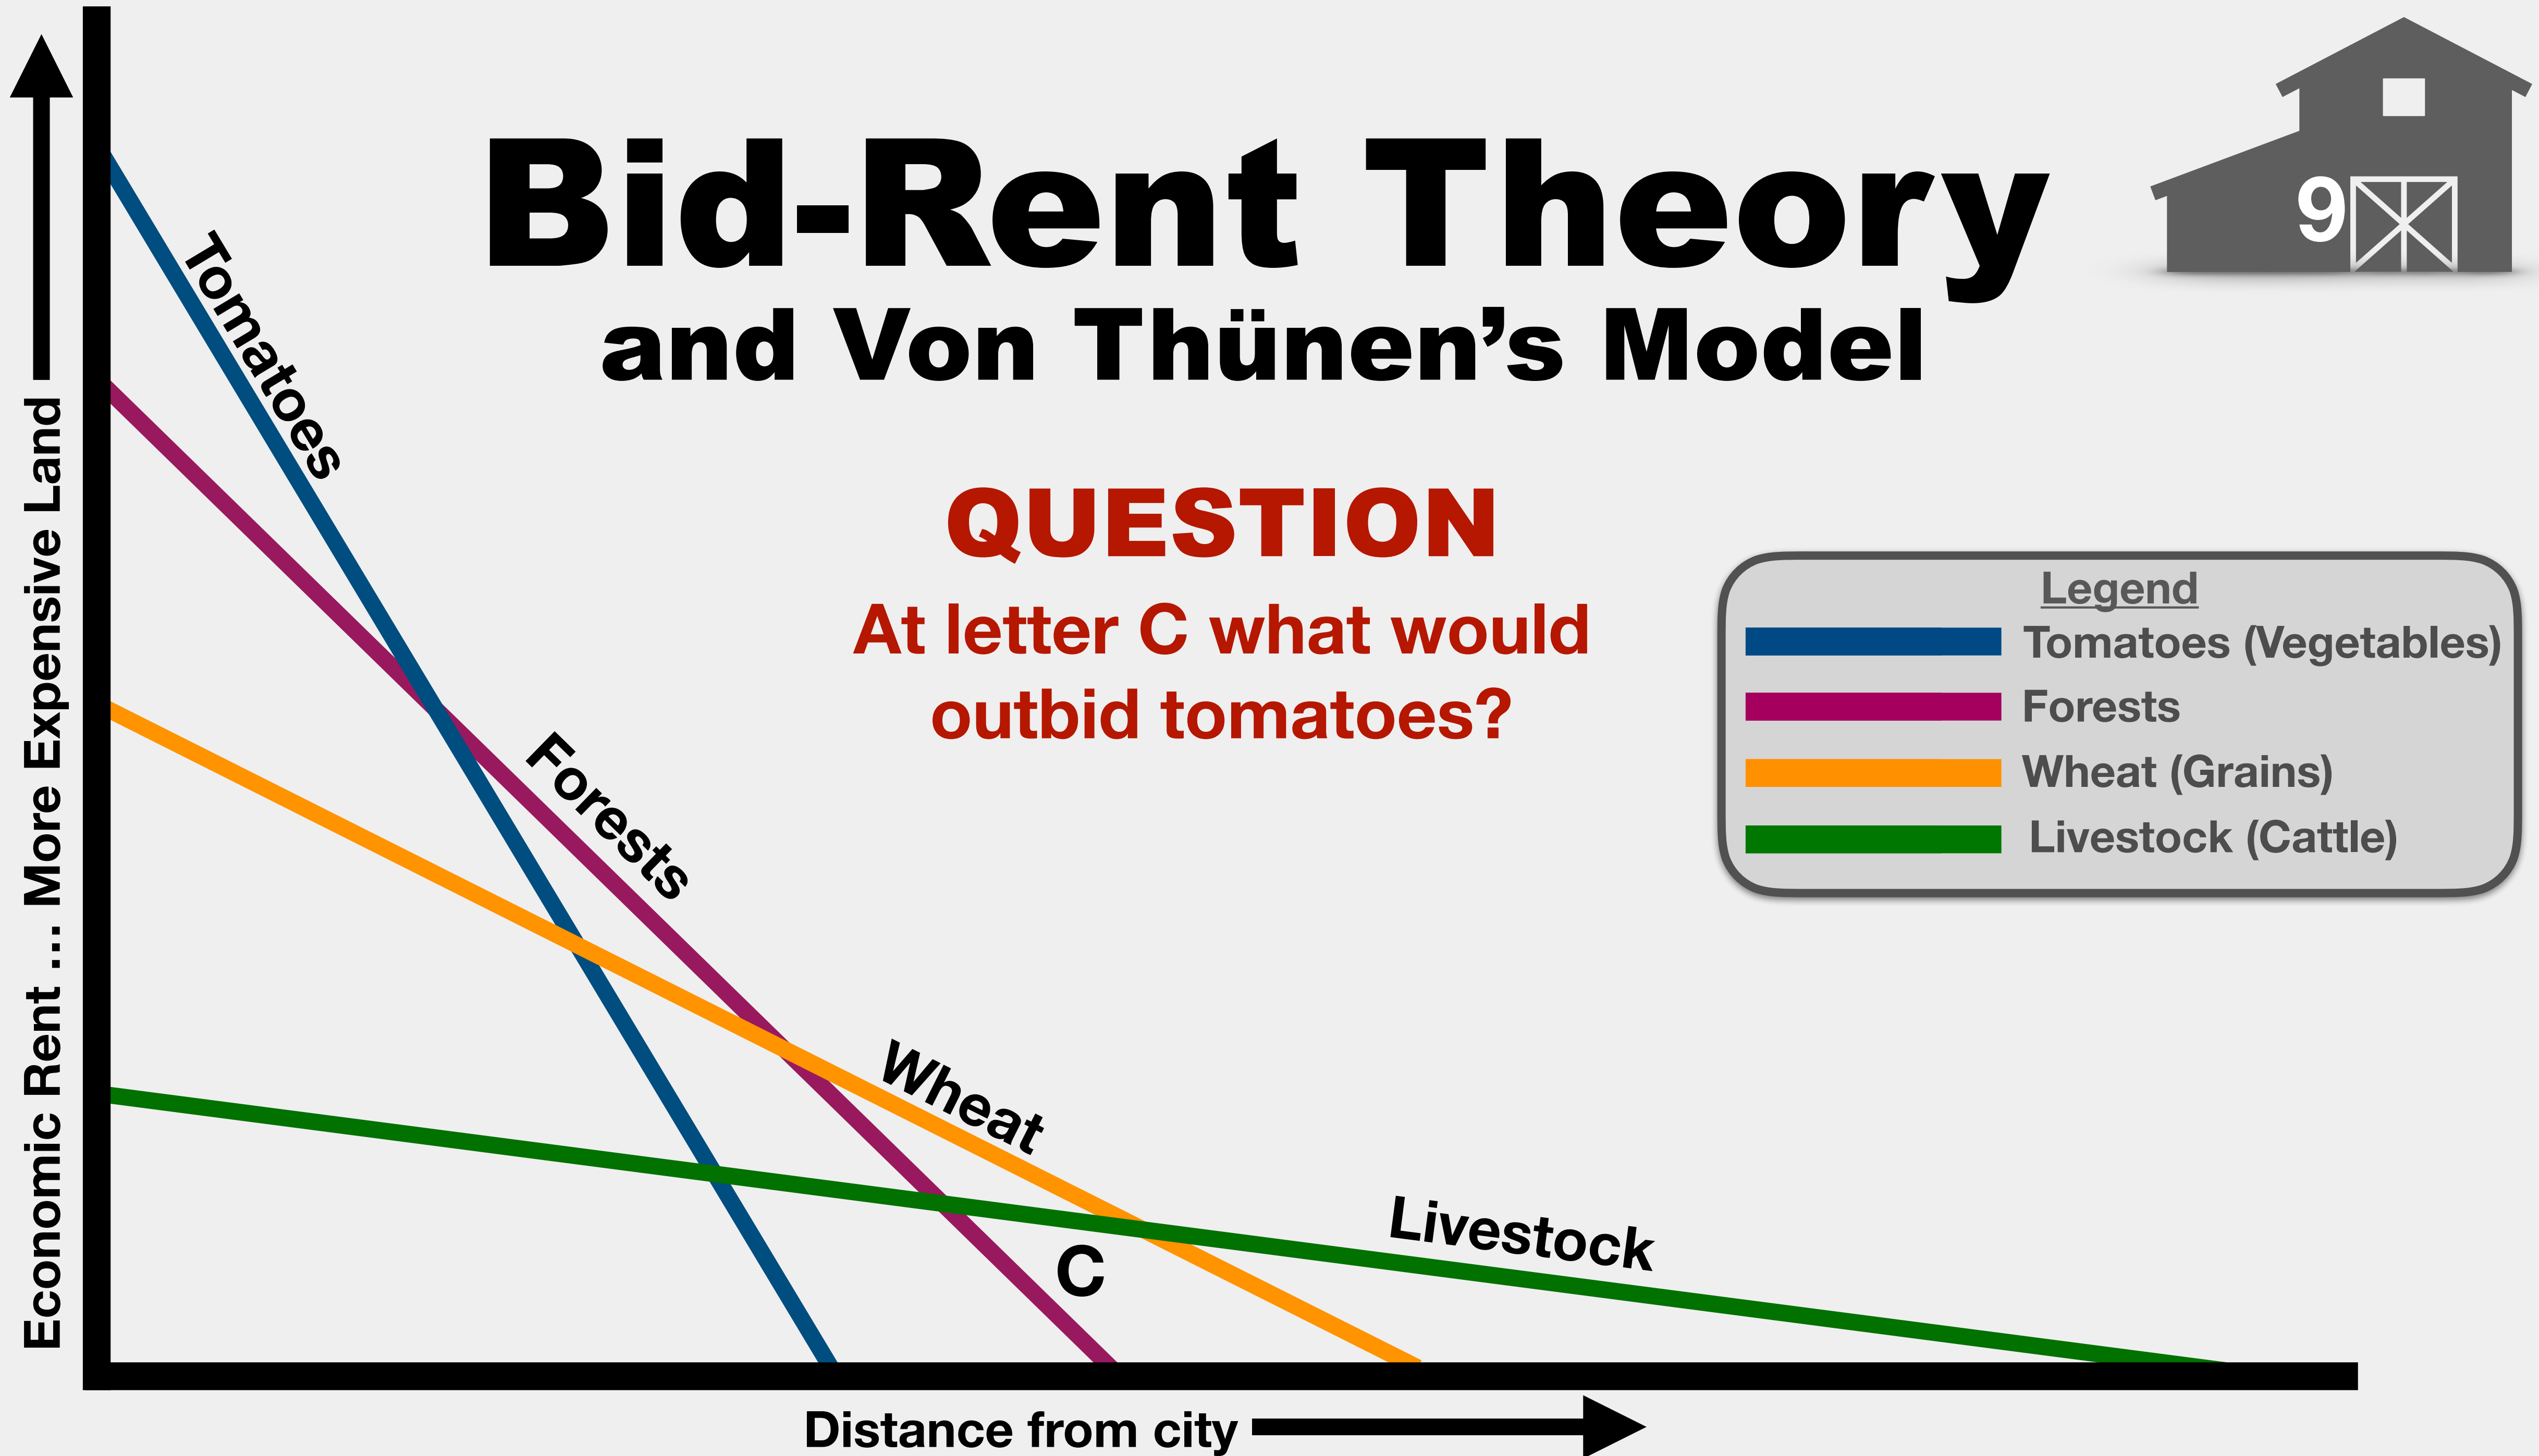 Bid-Rent Theory
and Von Thünen’s Model
9
QUESTION
At letter C what would
outbid tomatoes?
Legend
Tomatoes (Vegetables)
Forests
Wheat (Grains)
Livestock (Cattle)
Economic Rent ... More Expensive Land
Tomatoes
Forests
Wheat
Livestock
C
Distance from city